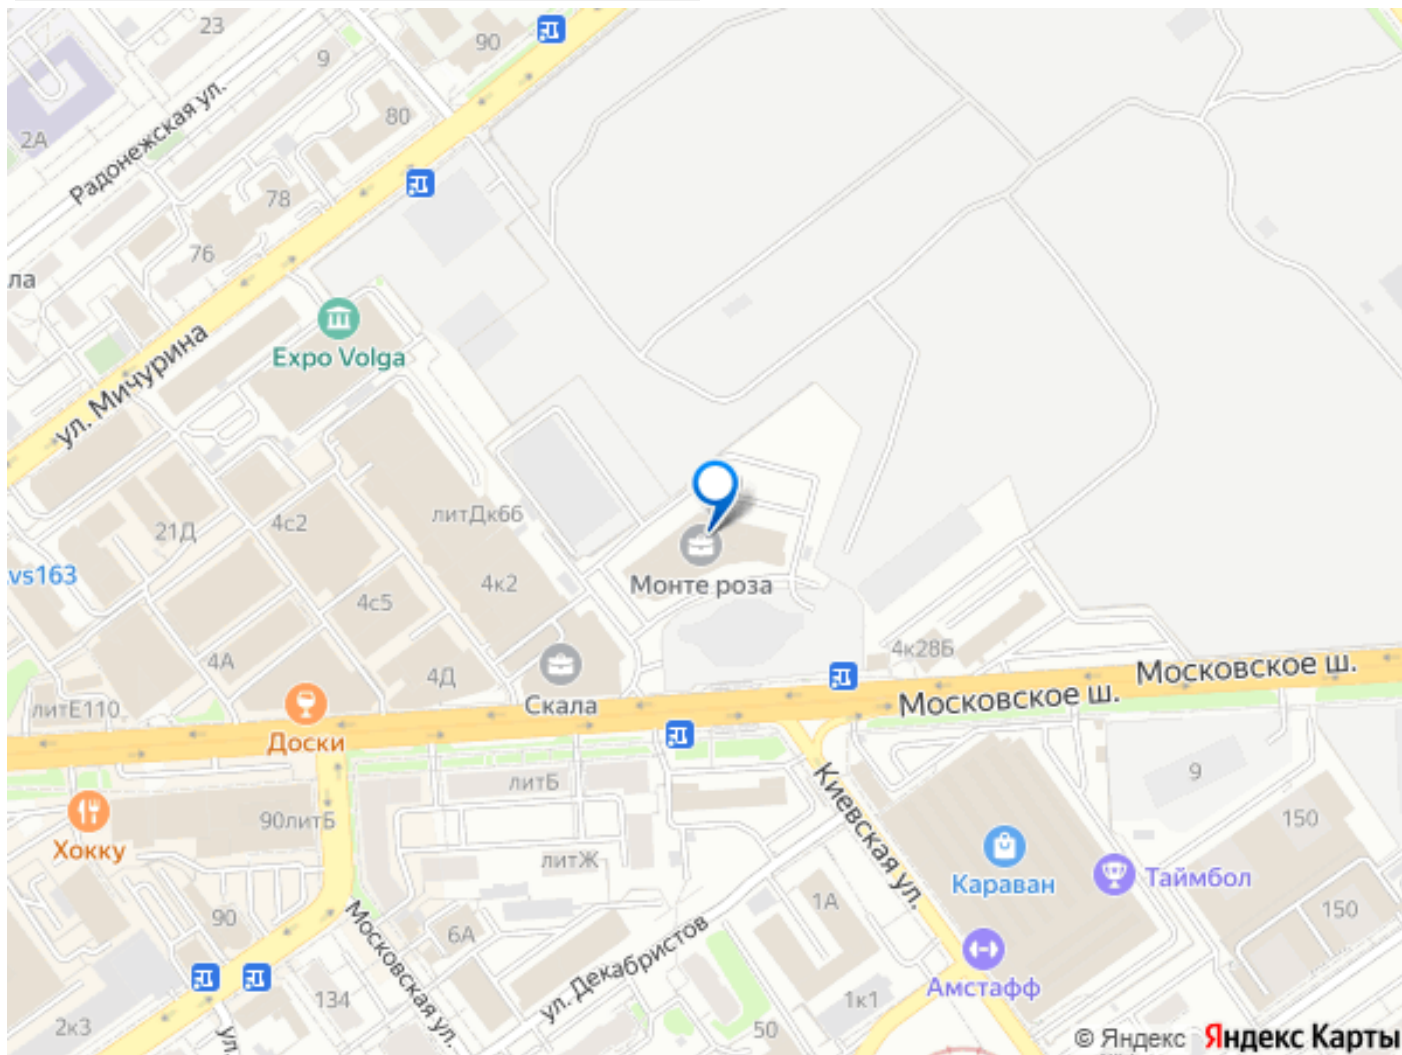 23
90
9
2А
80
Радонежская ул.
78
76
ла
Expo Volga
ул. Мичурина
литДк66
4с2
21Д
.vs163
4к2
4с5
Монте роза
4А
4Д
4к28Б
Московское ш.
Московское ш.
Скала
литЕ110
Доски
литБ
9
Киевская ул.
90литБ
150
Хокку
литЖ
Караван
Таймбол
1А
150
90
6А
Московская ул.
ул. Декабристов
Амстафф
134
1к1
2к3
ул.
50
© Яндекс Яндекс Карты